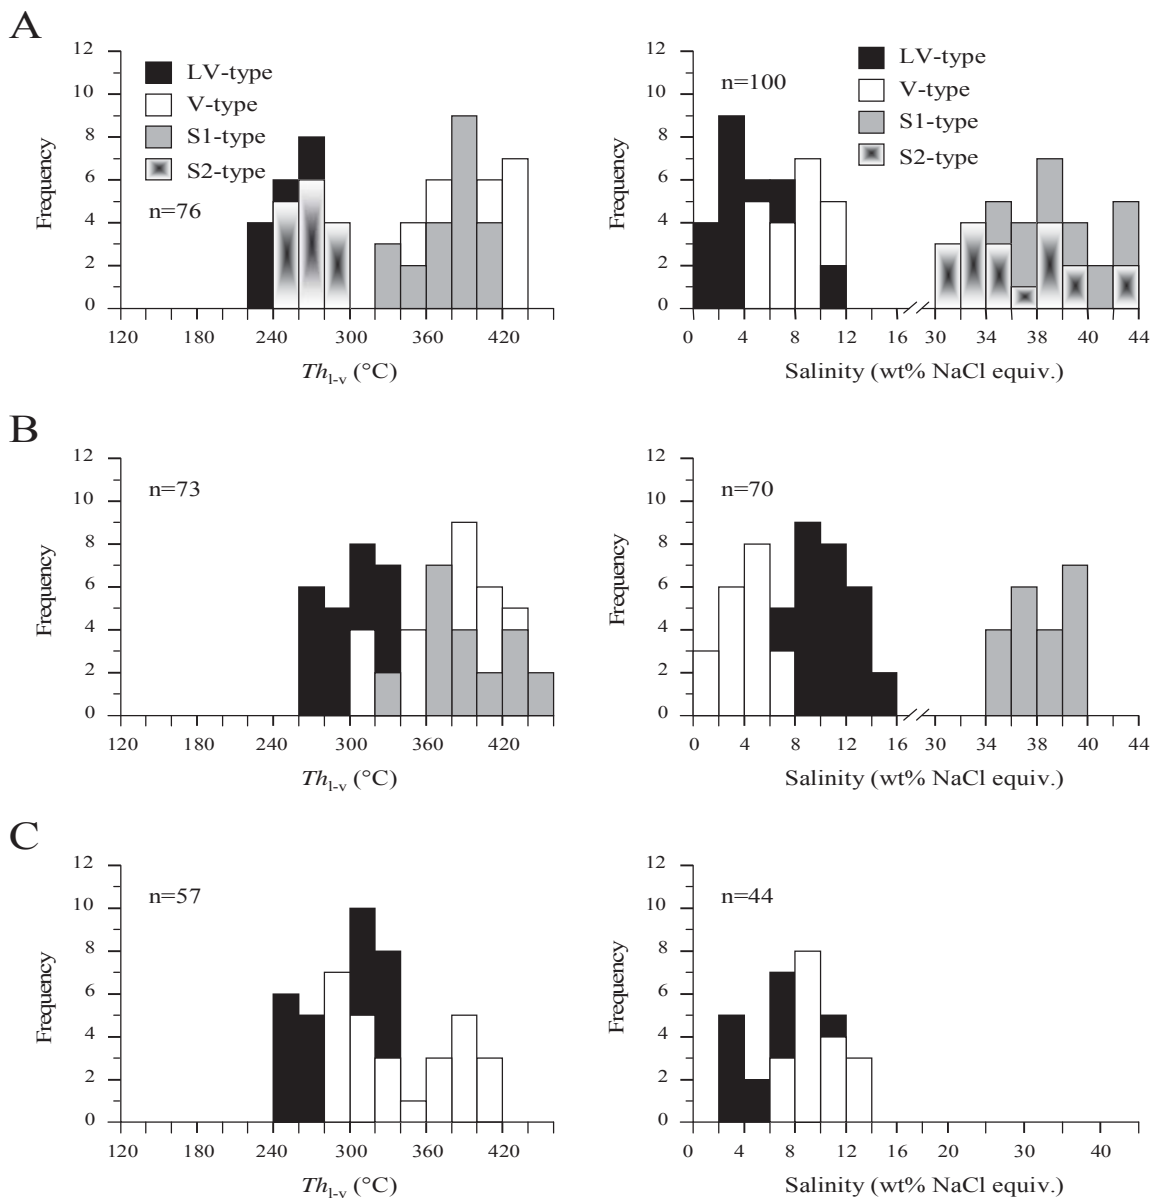 A
LV-type
V-type
S1-type
S2-type
n=76
Frequency
12
10
8
6
4
2
0
120 180 240 300 360 420
Th l-v (°C)
LV-type
V-type
S1-type
S2-type
n=100
Frequency
12
10
8
6
4
2
0
0 4 8 12 16 30 34 38 40 44
Salinity (wt% NaCl equiv.)
B
n=73
Frequency
12
10
8
6
4
2
0
120 180 240 300 360 420
Th l-v (°C)
n=70
Frequency
12
10
8
6
4
2
0
0 4 8 12 16 30 34 38 40 44
Salinity (wt% NaCl equiv.)
C
n=57
Frequency
12
10
8
6
4
2
0
120 180 240 300 360 420
Th l-v (°C)
n=44
Frequency
12
10
8
6
4
2
0
0 4 8 12 16 20 30 40
Salinity (wt% NaCl equiv.)